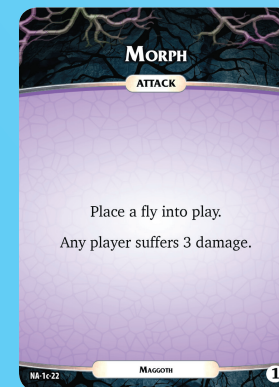 MORPH
ATTACK
Place a fly into play.
Any player suffers 3 damage.
NA-1c-22
MAGGOTH
1